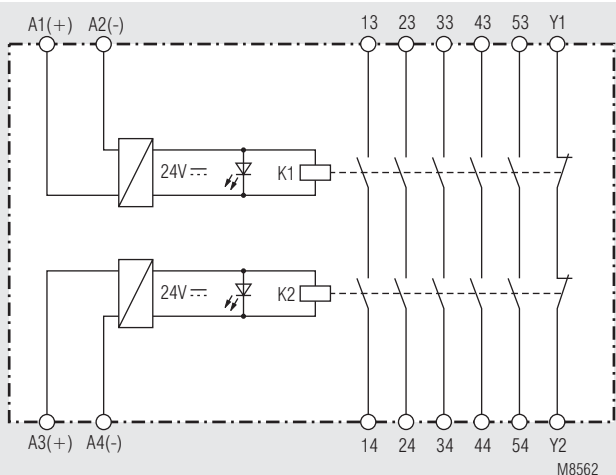 A1(+) A2(-) 13 23 33 43 53 Y1
24V K1
24V K2
A3(+) A4(-) 14 24 34 44 54 Y2
M8562